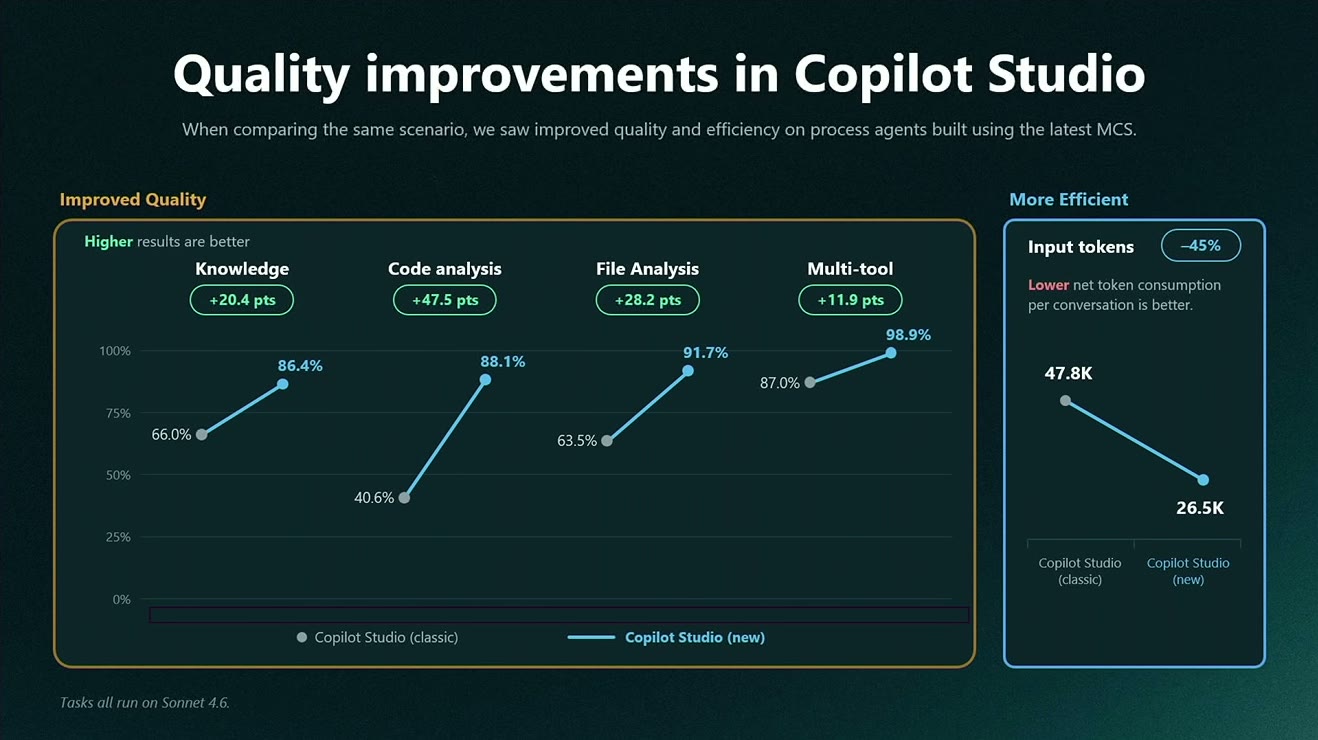 Quality improvements in Copilot Studio
When comparing the same scenario, we saw improved quality and efficiency on process agents built using the latest MCS.
Improved Quality
Higher results are better
Knowledge
+20.4 pts
Code analysis
+47.5 pts
File Analysis
+28.2 pts
Multi-tool
+11.9 pts
100%
75%
50%
25%
0%
66.0%
86.4%
40.6%
88.1%
63.5%
91.7%
87.0%
98.9%
Copilot Studio (classic)
Copilot Studio (new)
More Efficient
Input tokens
–45%
Lower net token consumption
per conversation is better.
47.8K
26.5K
Copilot Studio
(classic)
Copilot Studio
(new)
Tasks all run on Sonnet 4.6.